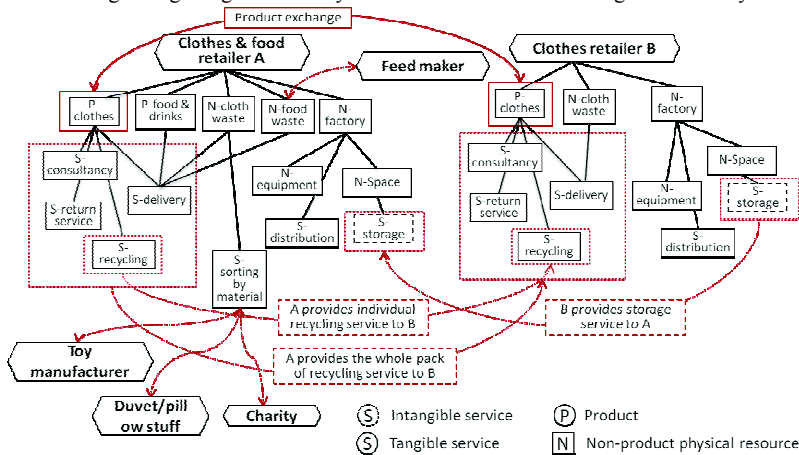 Product exchange
Clothes & food
retailer A
Clothes retailer B
Feed maker
P
clothes
P food &
drinks
N-cloth
waste
N-food
waste
N-
factory
P-
clothes
N-cloth
waste
N-
factory
S-
consultancy
S-return
service
S-delivery
S-
recycling
N-
equipment
N-Space
S-
distribution
S-
storage
S-
sorting
by
material
S-
consultancy
S-return
service
S-delivery
S-
recycling
N-Space
N-
equipment
S-
storage
S-
distribution
A provides individual
recycling service to B
B provides storage
service to A
A provides the whole pack
of recycling service to B
Toy
manufacturer
Duvet/pill
ow stuff
Charity
S Intangible service
P Product
S Tangible service
N Non-product physical resource